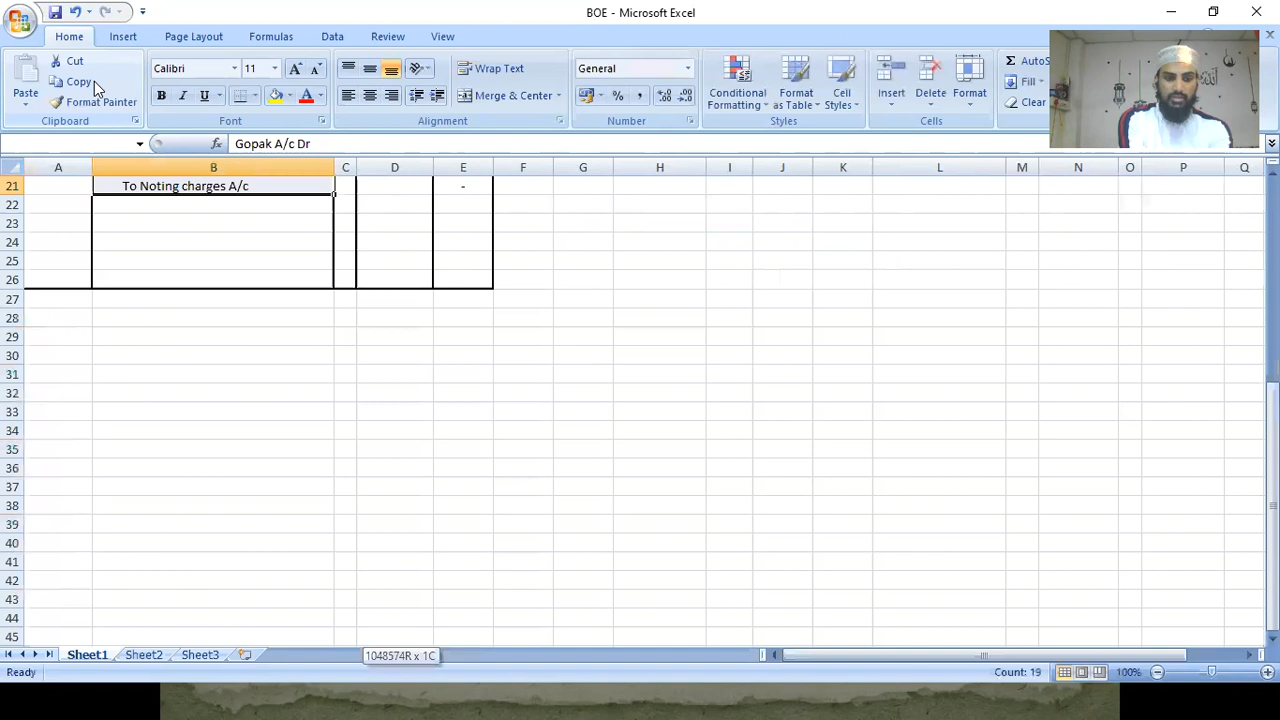 BOE - Microsoft Excel
Home Insert Page Layout Formulas Data Review View
Cut
Copy
Format Painter
Paste
Clipboard
Calibri 11
B I U
Font
Wrap Text
Merge & Center
Alignment
General
% ,
Number
Conditional Formatting
Format as Table
Cell Styles
Styles
Insert Delete Format
Cells
AutoS
Fill
Clear
fx Gopak A/c Dr
A B C D E F G H I J K L M N O P Q
21 To Noting charges A/c -
22
23
24
25
26
27
28
29
30
31
32
33
34
35
36
37
38
39
40
41
42
43
44
45
Sheet1 Sheet2 Sheet3
1048574R x 1C
Ready Count: 19 100%